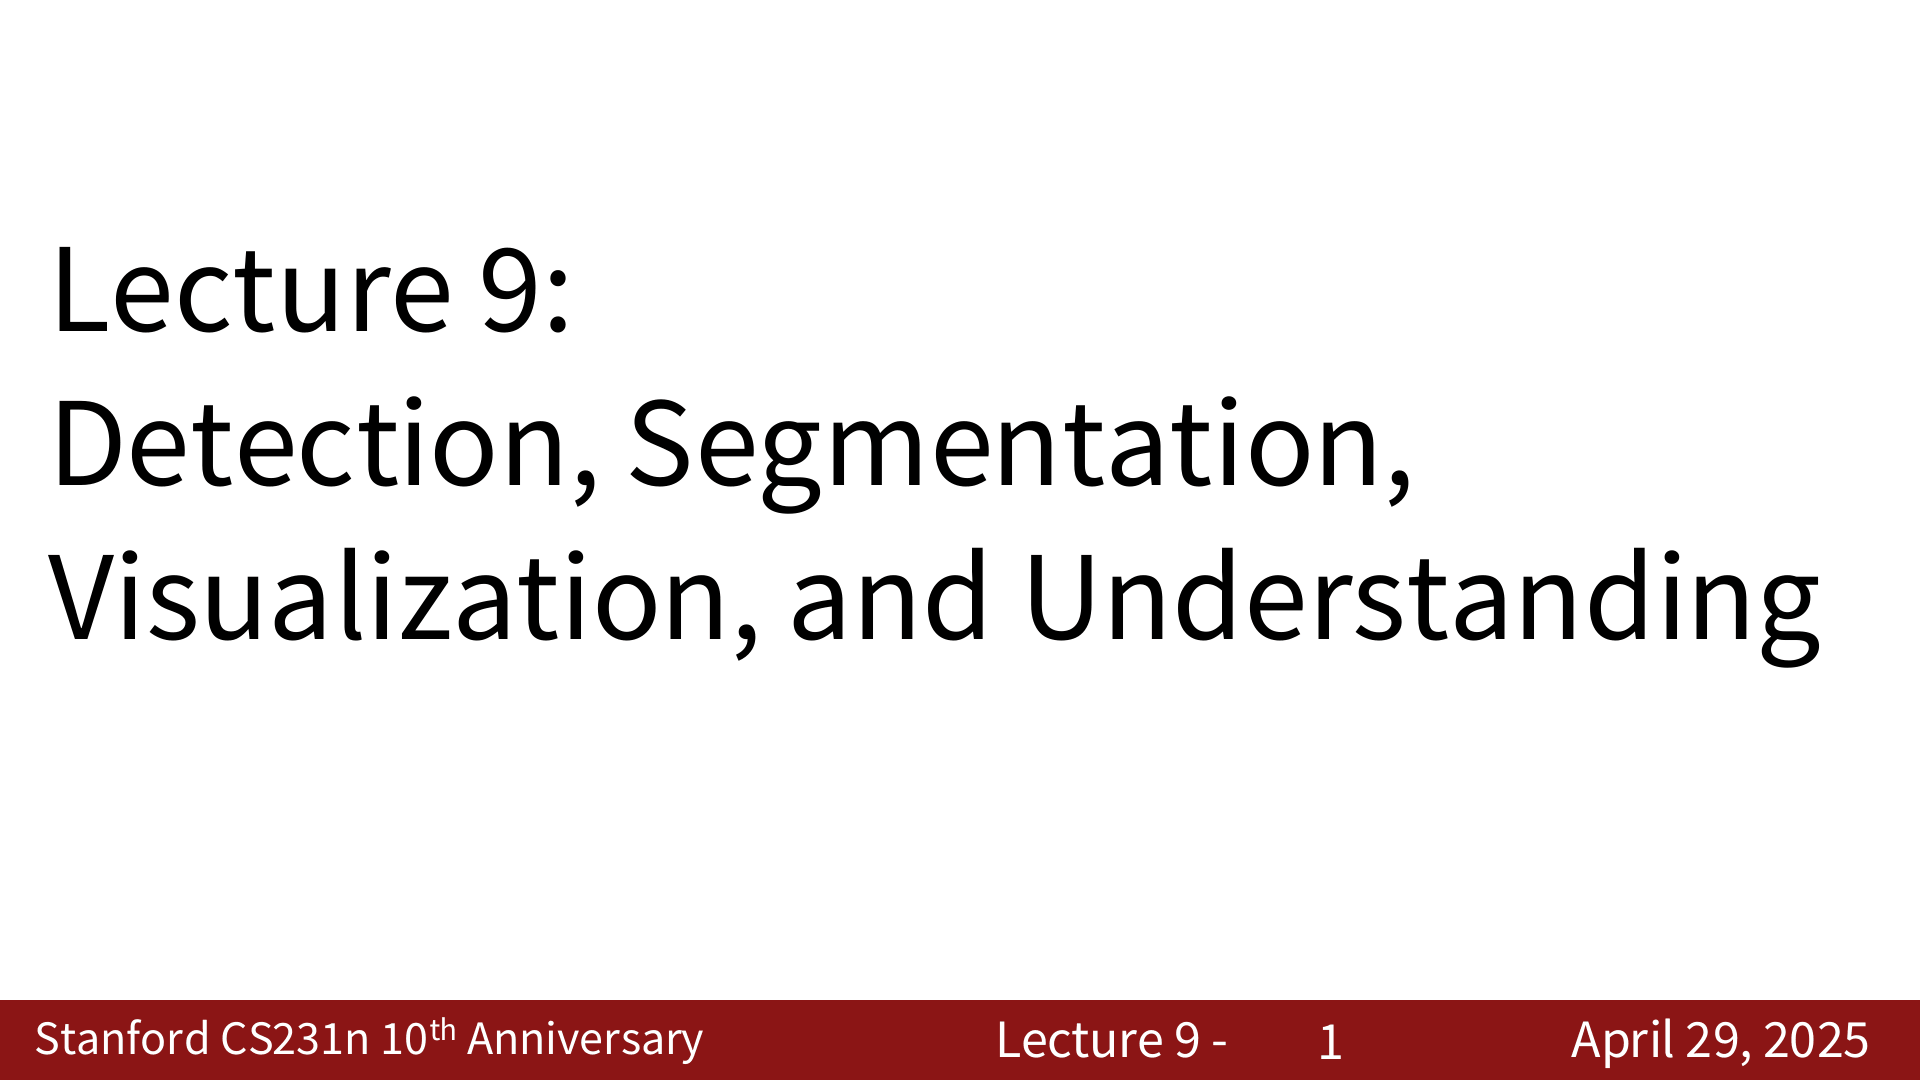 Lecture 9:
Detection, Segmentation,
Visualization, and Understanding
Stanford CS231n 10th Anniversary
Lecture 9 - 1
April 29, 2025